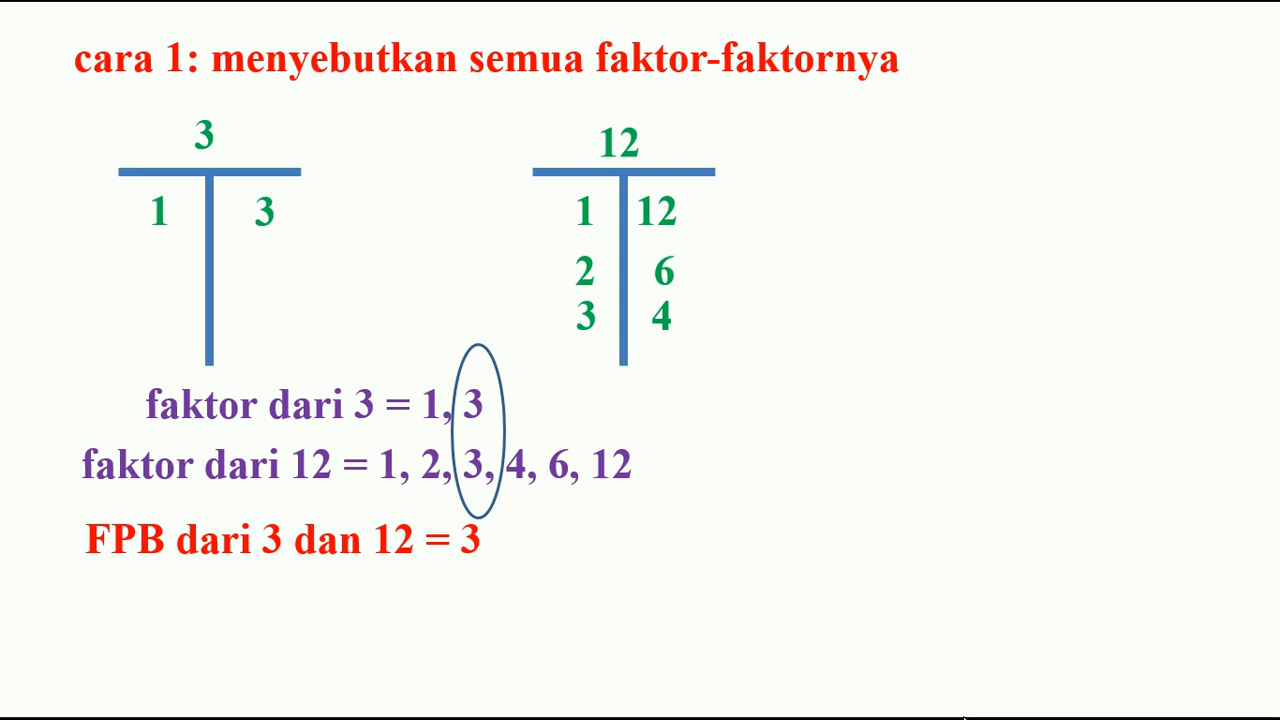 cara 1: menyebutkan semua faktor-faktornya
3
12
1 3
1 12
2 6
3 4
faktor dari 3 = 1, 3
faktor dari 12 = 1, 2, 3, 4, 6, 12
FPB dari 3 dan 12 = 3